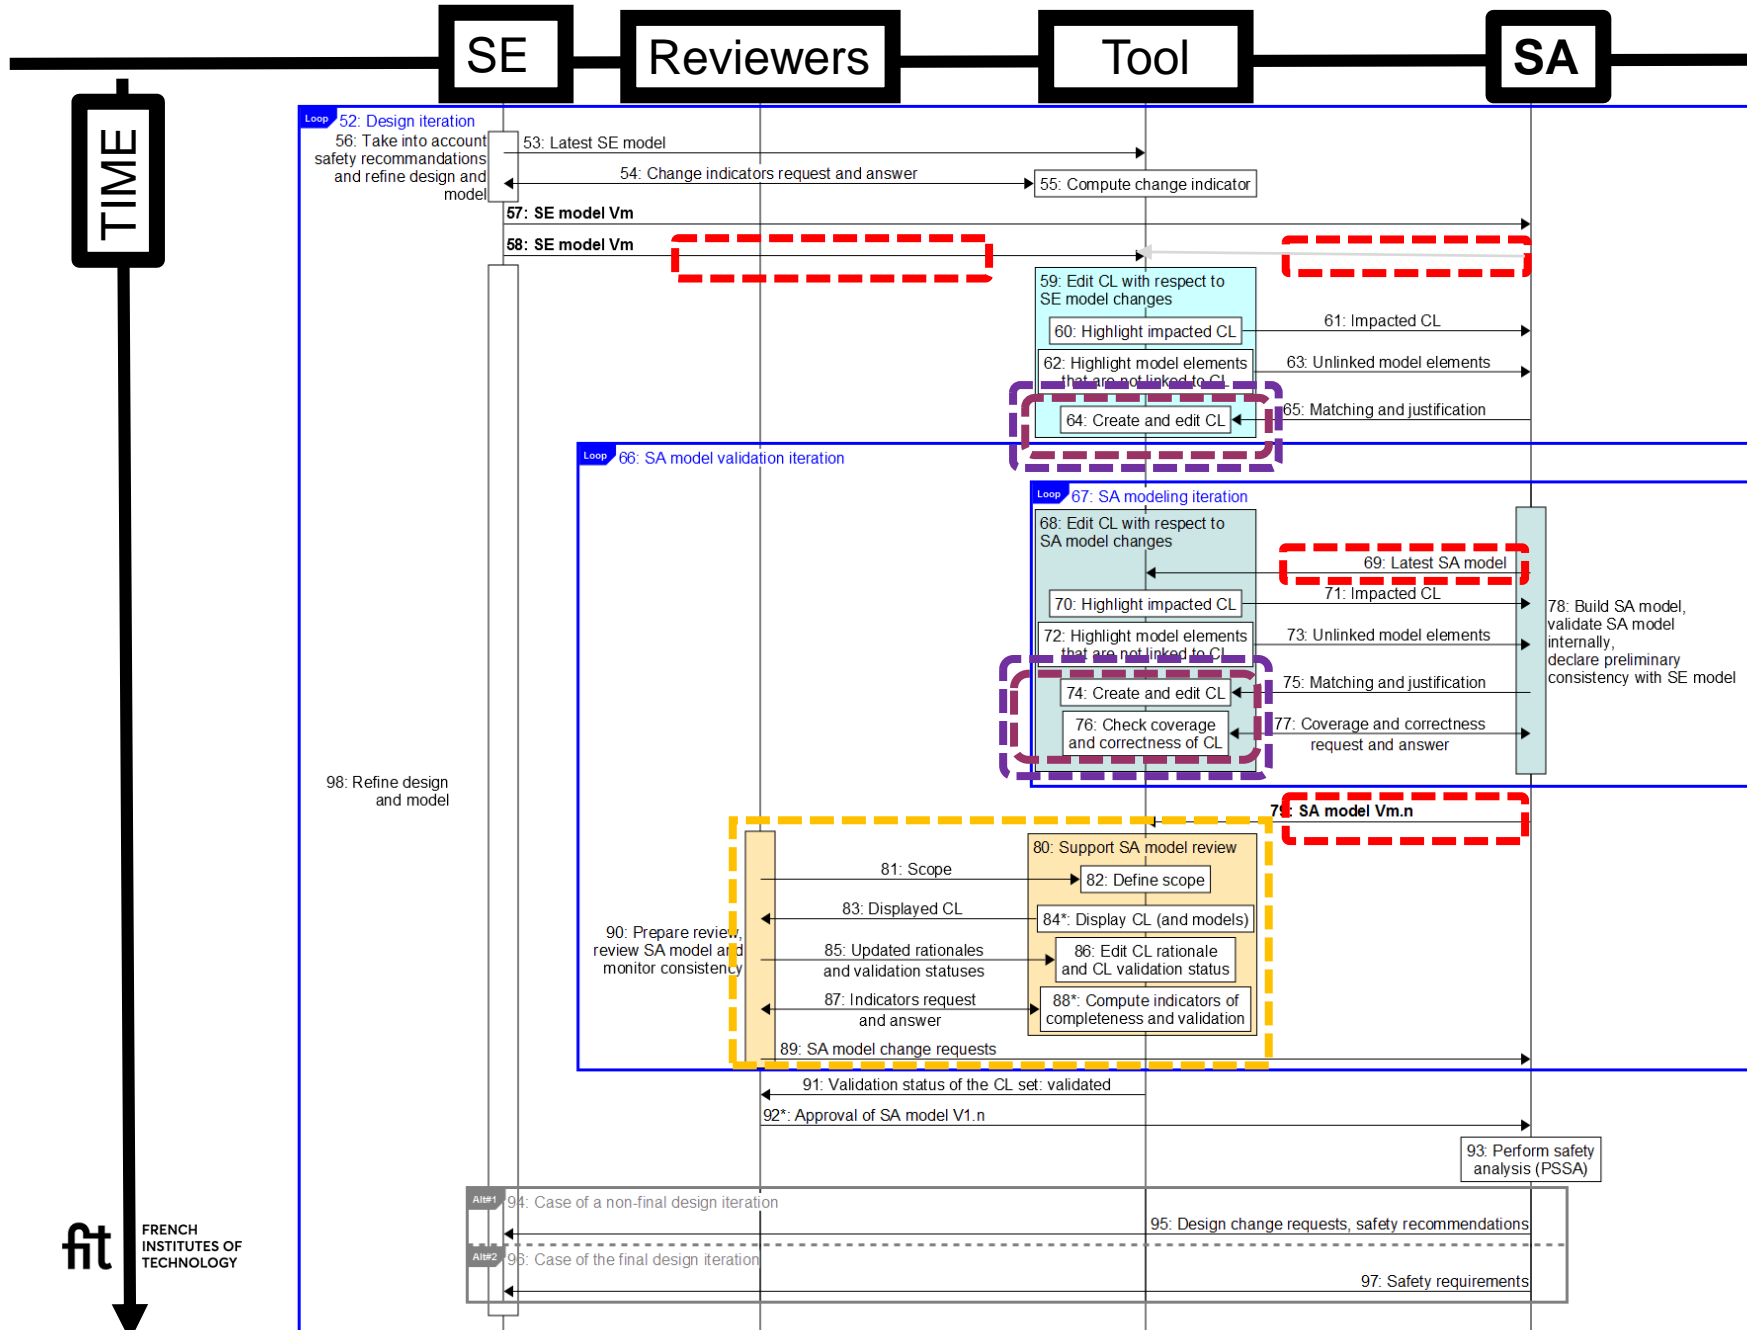 SE
Reviewers
Tool
SA
TIME
Loop
52: Design iteration
56: Take into account
safety recommandations
and refine design and
model
53: Latest SE model
54: Change indicators request and answer
55: Compute change indicator
57: SE model Vm
58: SE model Vm
59: Edit CL with respect to
SE model changes
60: Highlight impacted CL
61: Impacted CL
62: Highlight model elements
that are not linked to CL
63: Unlinked model elements
64: Create and edit CL
65: Matching and justification
Loop
66: SA model validation iteration
Loop
67: SA modeling iteration
68: Edit CL with respect to
SA model changes
69: Latest SA model
70: Highlight impacted CL
71: Impacted CL
72: Highlight model elements
that are not linked to CL
73: Unlinked model elements
74: Create and edit CL
75: Matching and justification
76: Check coverage
and correctness of CL
77: Coverage and correctness
request and answer
78: Build SA model,
validate SA model
internally,
declare preliminary
consistency with SE model
98: Refine design
and model
79: SA model Vm.n
80: Support SA model review
81: Scope
82: Define scope
83: Displayed CL
84*: Display CL (and models)
90: Prepare review,
review SA model and
monitor consistency
85: Updated rationales
and validation statuses
86: Edit CL rationale
and CL validation status
87: Indicators request
and answer
88*: Compute indicators of
completeness and validation
89: SA model change requests
91: Validation status of the CL set: validated
92*: Approval of SA model V1.n
93: Perform safety
analysis (PSSA)
Alt#1
94: Case of a non-final design iteration
95: Design change requests, safety recommendations
Alt#2
96: Case of the final design iteration
97: Safety requirements
fit
FRENCH
INSTITUTES OF
TECHNOLOGY